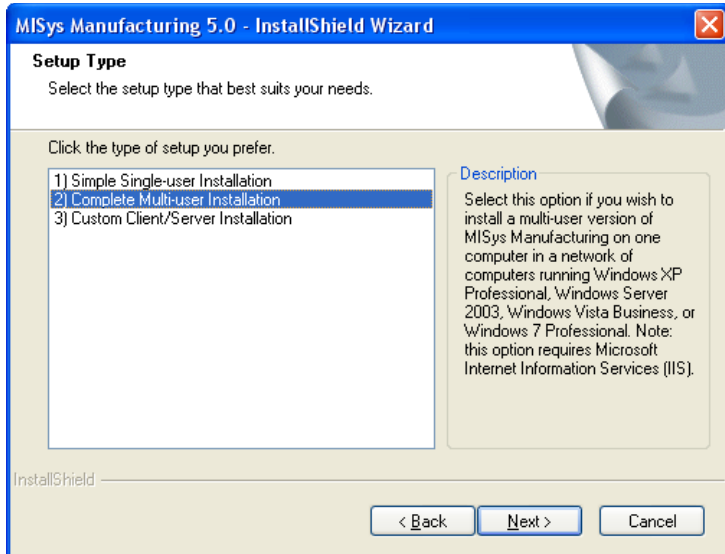 MISys Manufacturing 5.0 - InstallShield Wizard
Setup Type
Select the setup type that best suits your needs.
Click the type of setup you prefer.
1) Simple Single-user Installation
2) Complete Multi-user Installation
3) Custom Client/Server Installation
Description
Select this option if you wish to
install a multi-user version of
MISys Manufacturing on one
computer in a network of
computers running Windows XP
Professional, Windows Server
2003, Windows Vista Business, or
Windows 7 Professional. Note:
this option requires Microsoft
Internet Information Services (IIS).
InstallShield
< Back
Next >
Cancel